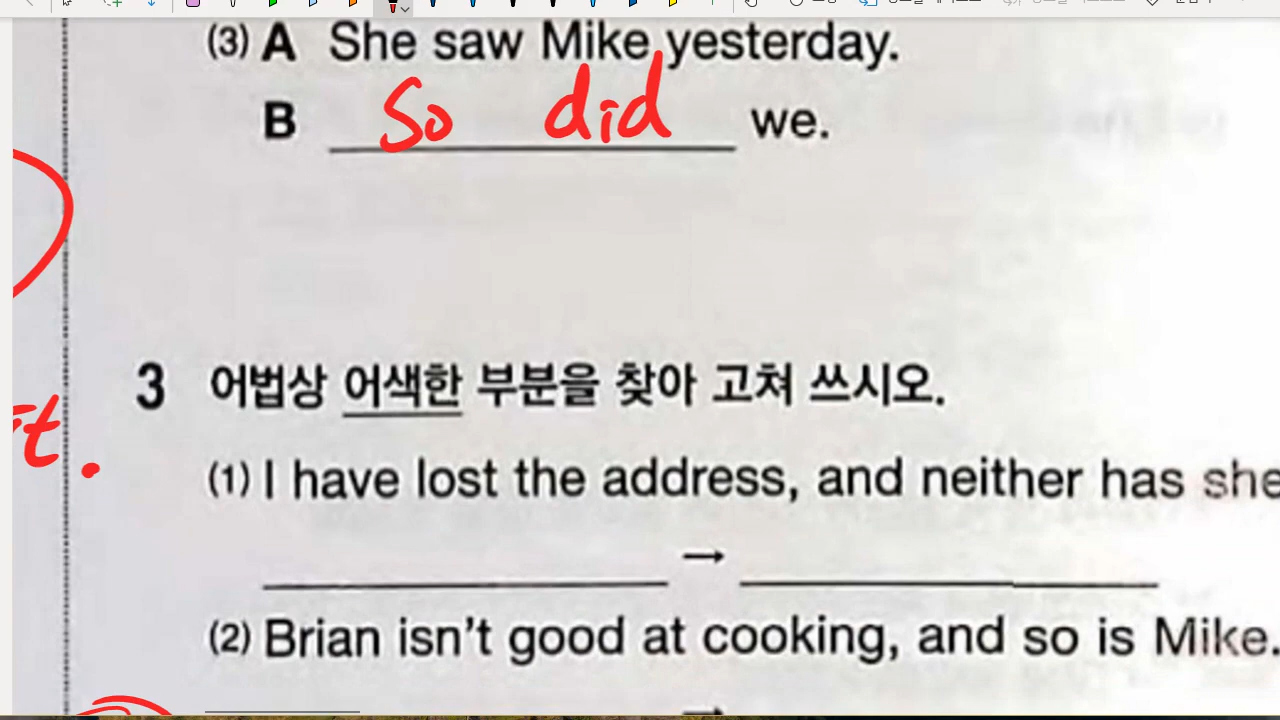 (3) A She saw Mike yesterday.
B So did we.
t.
3 어법상 어색한 부분을 찾아 고쳐 쓰시오.
(1) I have lost the address, and neither has she
→
(2) Brian isn't good at cooking, and so is Mike.
→